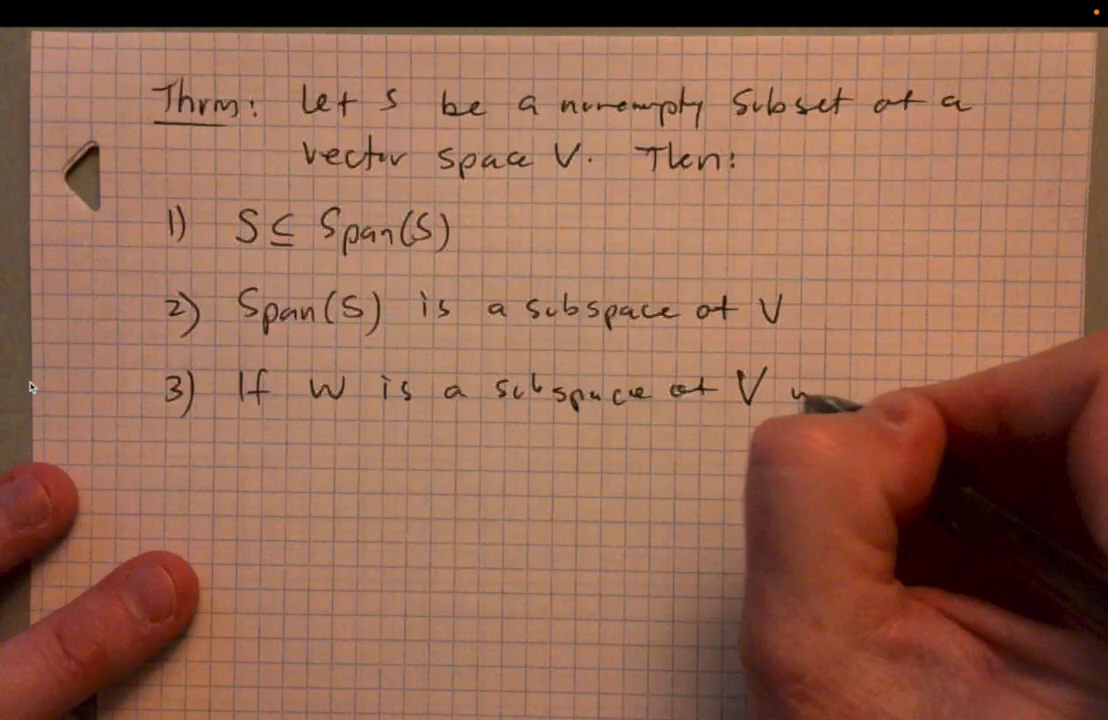 Thrm: Let S be a nonempty subset of a
vector space V. Then:
1) S ⊆ Span(S)
2) Span(S) is a subspace of V
3) If W is a subspace of V